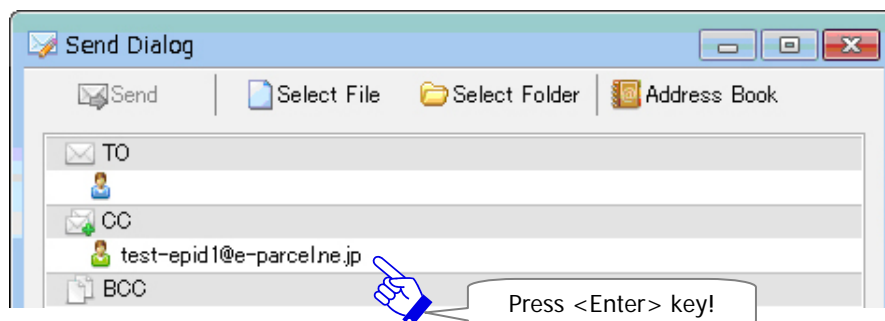 Send Dialog
Send Select File Select Folder Address Book
TO
CC
test-epid1@e-parcel.ne.jp
BCC
Press <Enter> key!